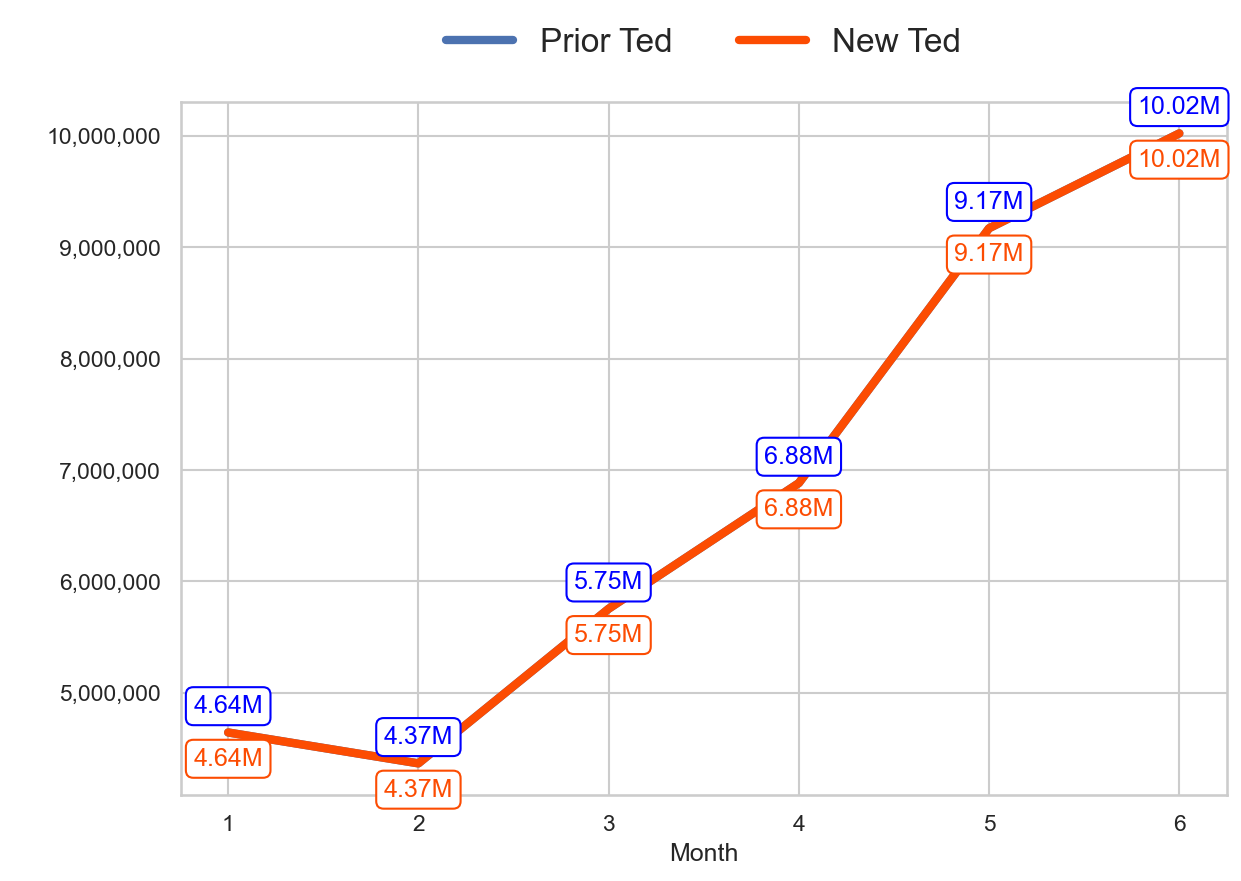 Prior Ted New Ted
10,000,000
9,000,000
8,000,000
7,000,000
6,000,000
5,000,000
4.64M
4.64M
4.37M
4.37M
5.75M
5.75M
6.88M
6.88M
9.17M
9.17M
10.02M
10.02M
1 2 3 4 5 6
Month